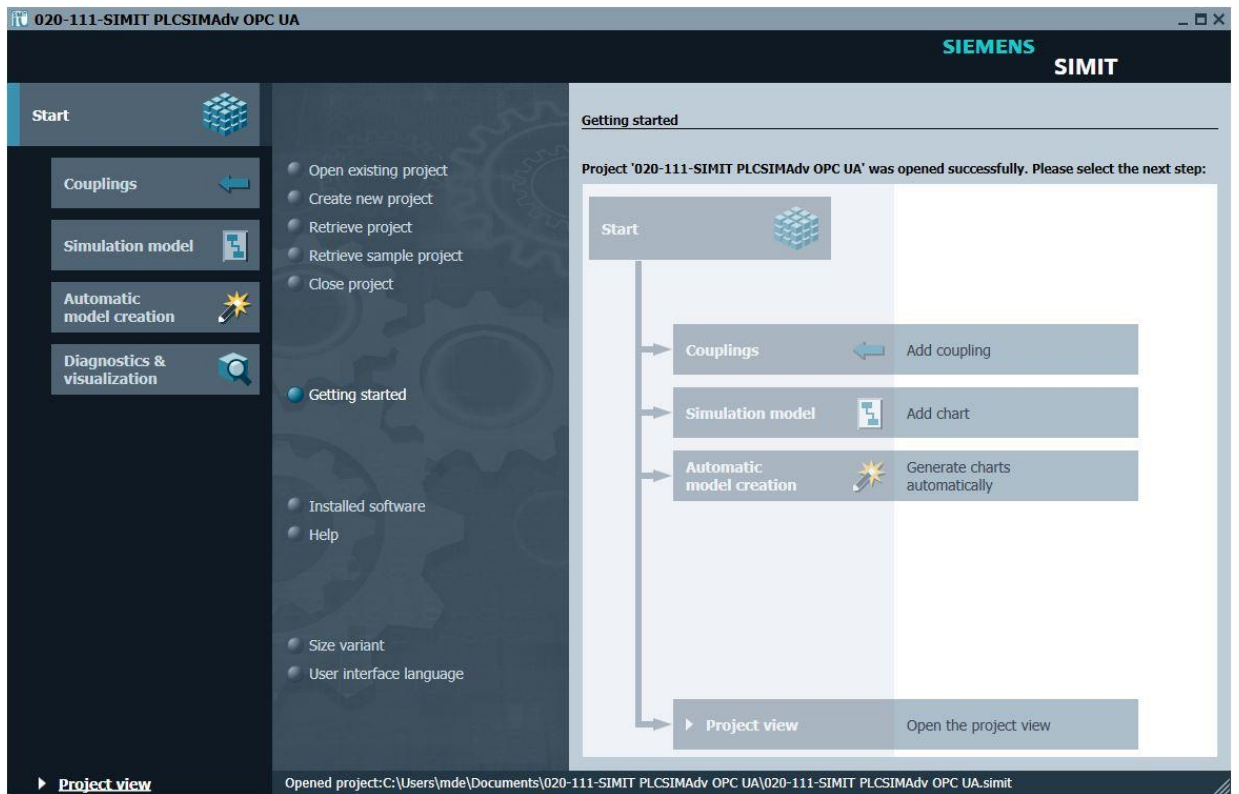 020-111-SIMIT PLCSIMAdv OPC UA
SIEMENS
SIMIT
Start
Couplings
Simulation model
Automatic
model creation
Diagnostics &
visualization
Project view
Open existing project
Create new project
Retrieve project
Retrieve sample project
Close project
Getting started
Installed software
Help
Size variant
User interface language
Getting started
Project '020-111-SIMIT PLCSIMAdv OPC UA' was opened successfully. Please select the next step:
Start
Couplings Add coupling
Simulation model Add chart
Automatic
model creation
Generate charts
automatically
Project view Open the project view
Opened project:C:\Users\mde\Documents\020-111-SIMIT PLCSIMAdv OPC UA\020-111-SIMIT PLCSIMAdv OPC UA.simit